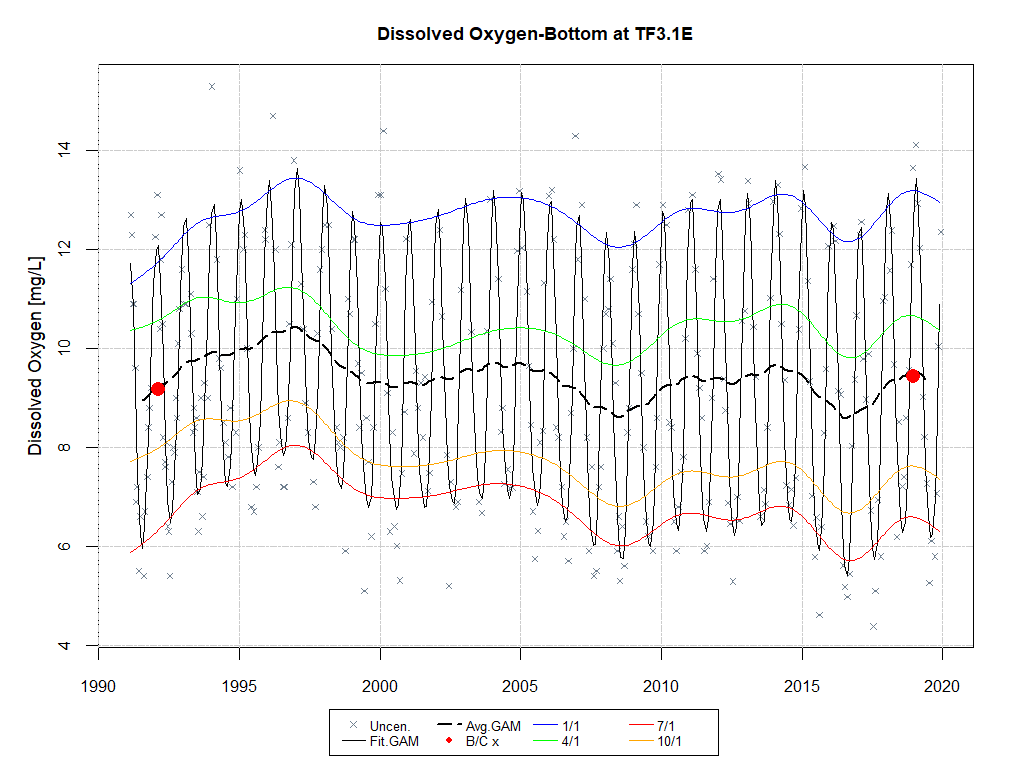 Dissolved Oxygen-Bottom at TF3.1E
Dissolved Oxygen [mg/L]
14
12
10
8
6
4
1990 1995 2000 2005 2010 2015 2020
Uncen. Avg.GAM 1/1 7/1
Fit.GAM B/C x 4/1 10/1